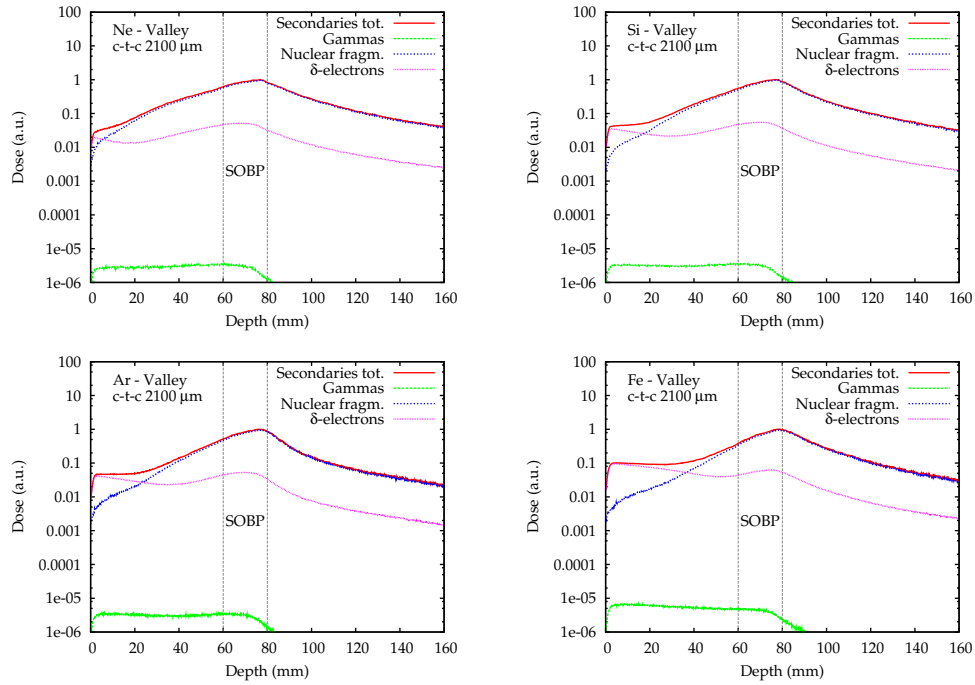 Ne - Valley
c-t-c 2100 µm
Secondaries tot.
Gammas
Nuclear fragm.
δ-electrons
SOBP
Dose (a.u.)
100
10
1
0.1
0.01
0.001
0.0001
1e-05
1e-06
0 20 40 60 80 100 120 140 160
Depth (mm)
Si - Valley
c-t-c 2100 µm
Secondaries tot.
Gammas
Nuclear fragm.
δ-electrons
SOBP
Dose (a.u.)
100
10
1
0.1
0.01
0.001
0.0001
1e-05
1e-06
0 20 40 60 80 100 120 140 160
Depth (mm)
Ar - Valley
c-t-c 2100 µm
Secondaries tot.
Gammas
Nuclear fragm.
δ-electrons
SOBP
Dose (a.u.)
100
10
1
0.1
0.01
0.001
0.0001
1e-05
1e-06
0 20 40 60 80 100 120 140 160
Depth (mm)
Fe - Valley
c-t-c 2100 µm
Secondaries tot.
Gammas
Nuclear fragm.
δ-electrons
SOBP
Dose (a.u.)
100
10
1
0.1
0.01
0.001
0.0001
1e-05
1e-06
0 20 40 60 80 100 120 140 160
Depth (mm)